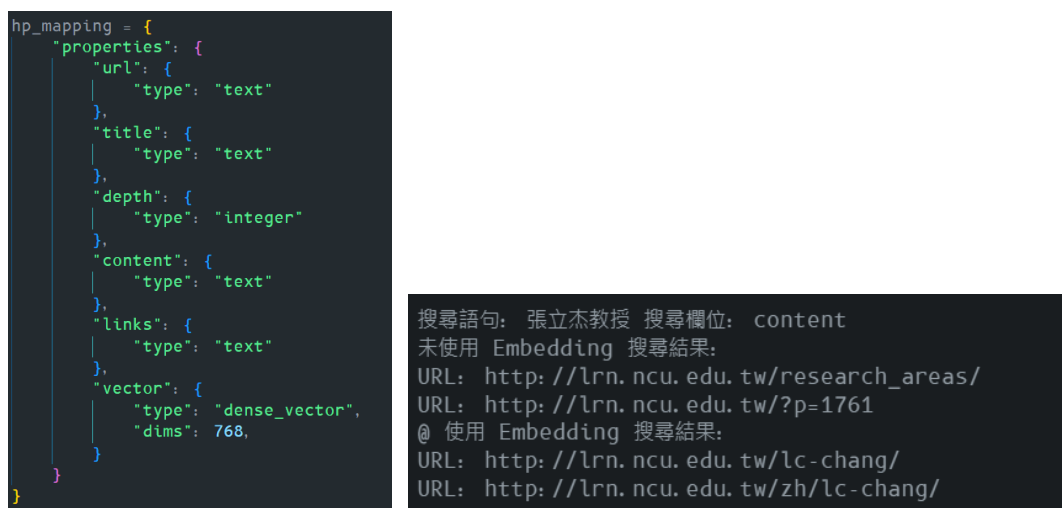 hp_mapping = {
    "properties": {
        "url": {
            "type": "text"
        },
        "title": {
            "type": "text"
        },
        "depth": {
            "type": "integer"
        },
        "content": {
            "type": "text"
        },
        "links": {
            "type": "text"
        },
        "vector": {
            "type": "dense_vector",
            "dims": 768,
        }
    }
}
搜尋語句: 張立杰教授 搜尋欄位: content
未使用 Embedding 搜尋結果:
URL: http://lrn.ncu.edu.tw/research_areas/
URL: http://lrn.ncu.edu.tw/?p=1761
@ 使用 Embedding 搜尋結果:
URL: http://lrn.ncu.edu.tw/lc-chang/
URL: http://lrn.ncu.edu.tw/zh/lc-chang/